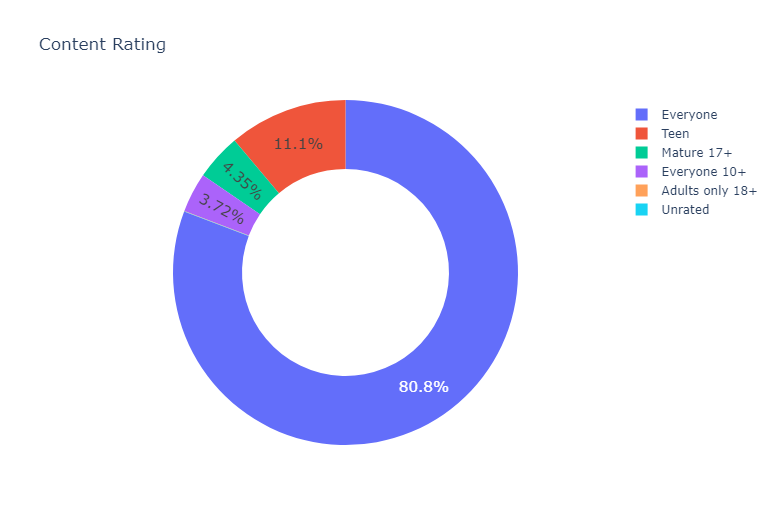 Content Rating
Everyone
Teen
Mature 17+
Everyone 10+
Adults only 18+
Unrated
11.1%
4.35%
3.72%
80.8%